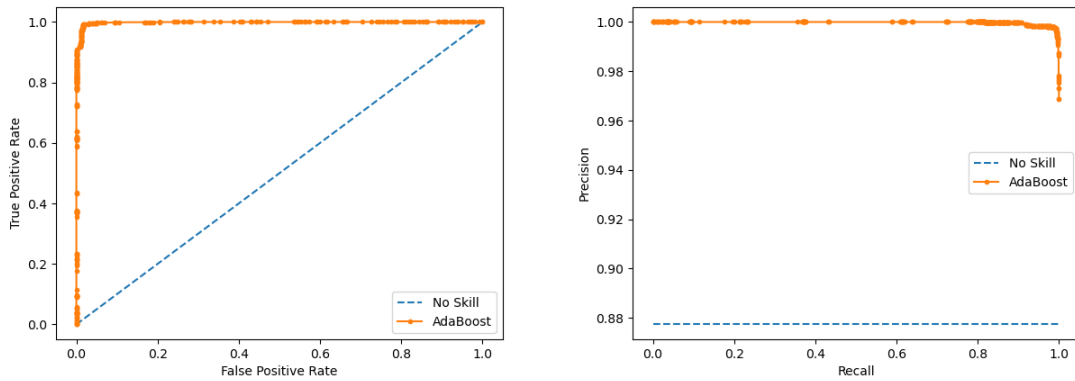 1.0
0.8
0.6
0.4
0.2
0.0
True Positive Rate
0.0 0.2 0.4 0.6 0.8 1.0
False Positive Rate
No Skill
AdaBoost
1.00
0.98
0.96
0.94
0.92
0.90
0.88
Precision
0.0 0.2 0.4 0.6 0.8 1.0
Recall
No Skill
AdaBoost